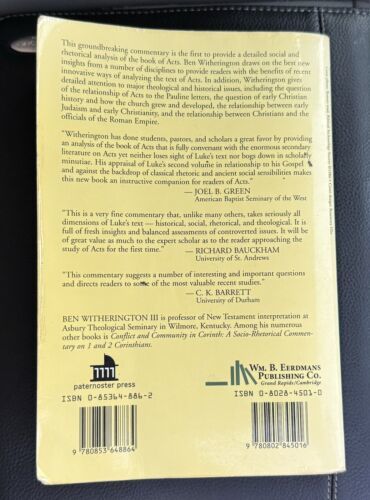 This groundbreaking commentary is the first to provide a detailed social and
rhetorical analysis of the book of Acts. Ben Witherington draws on the best new
insights from a number of disciplines to provide readers with the benefits of recent
innovative ways of analyzing the text of Acts. In addition, Witherington gives
detailed attention to major theological and historical issues, including the question
of the relationship of Acts to the Pauline letters, the question of early Christian
history and how the church grew and developed, the relationship between early
Judaism and early Christianity, and the relationship between Christians and the
officials of the Roman Empire.
"Witherington has done students, pastors, and scholars a great favor by providing
an analysis of the book of Acts that is fully conversant with the enormous secondary
literature on Acts yet neither loses sight of Luke's text nor bogs down in scholarly
minutiae. His appraisal of Luke's second volume in relationship to his Gospel
and against the backdrop of classical rhetoric and ancient social sensibilities makes
this new book an instructive companion for readers of Acts."
— JOEL B. GREEN
American Baptist Seminary of the West
"This is a very fine commentary that, unlike many others, takes seriously all
dimensions of Luke's text — historical, social, rhetorical, and theological. It is
full of fresh insights and balanced assessments of controverted issues. It will be
of great value as much to the expert scholar as to the reader approaching the
study of Acts for the first time."
— RICHARD BAUCKHAM
University of St. Andrews
"This commentary suggests a number of interesting and important questions
and directs readers to some of the most valuable recent studies."
— C. K. BARRETT
University of Durham
BEN WITHERINGTON III is professor of New Testament interpretation at
Asbury Theological Seminary in Wilmore, Kentucky. Among his numerous
other books is Conflict and Community in Corinth: A Socio-Rhetorical Commen-
tary on 1 and 2 Corinthians.
paternoster press
WM. B. EERDMANS
PUBLISHING CO.
Grand Rapids/Cambridge
ISBN 0-85364-886-2
9 780853 648864
ISBN 0-8028-4501-0
9 780802 845016